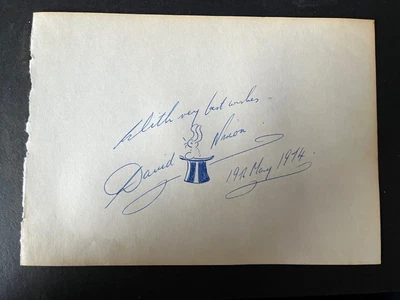 With very best wishes -
David Nixon.
19th May 1974.